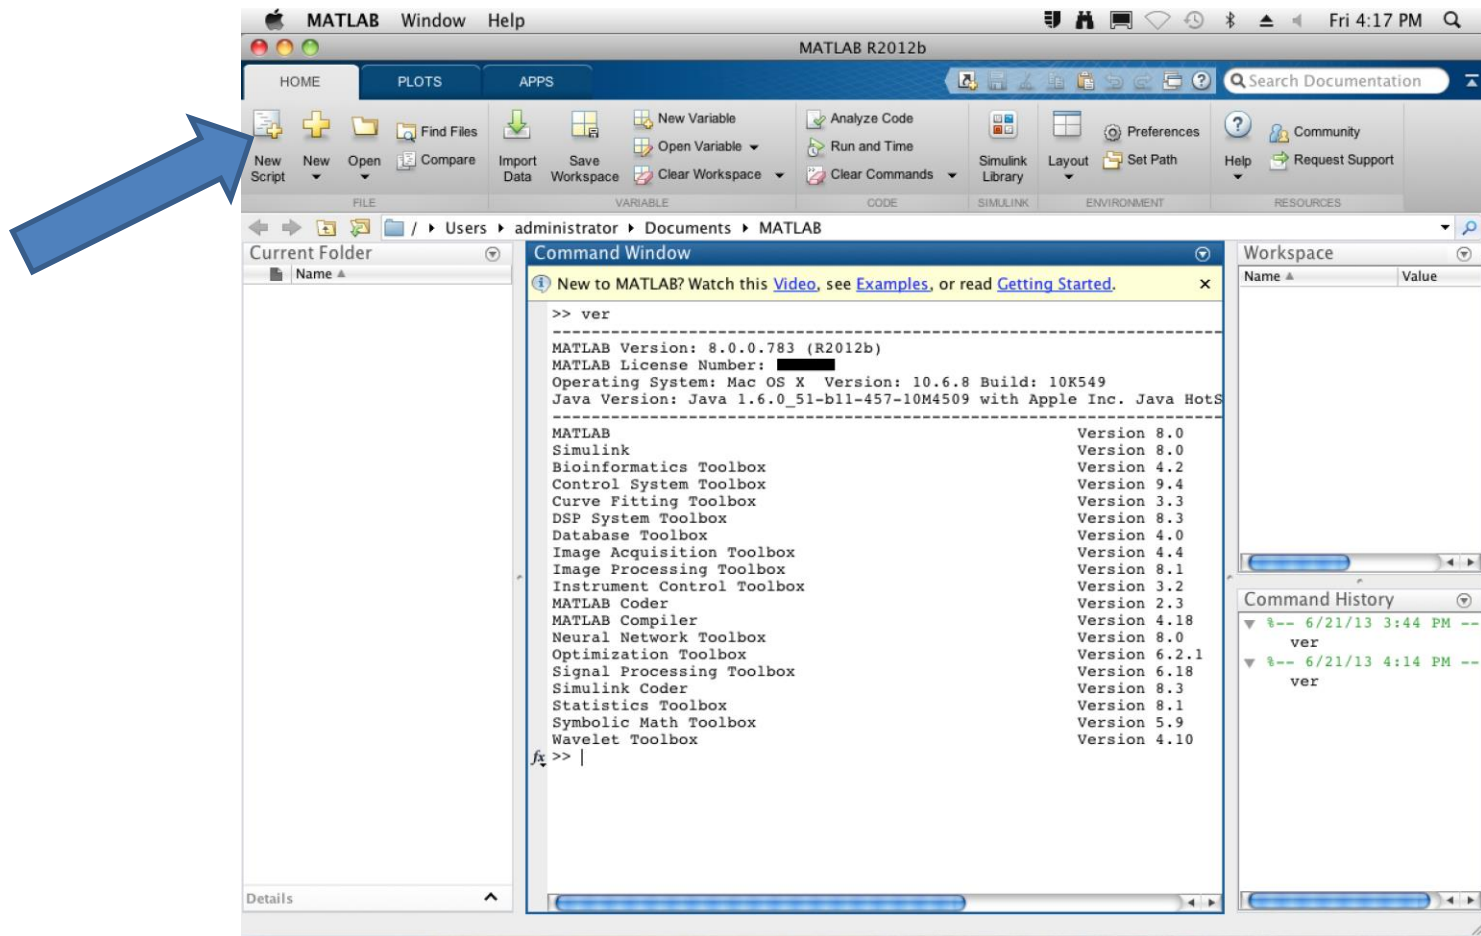 MATLAB Window Help Fri 4:17 PM
MATLAB R2012b
HOME PLOTS APPS Search Documentation
New Script
New
Open
Find Files
Compare
FILE
Import Data
Save Workspace
New Variable
Open Variable
Clear Workspace
VARIABLE
Analyze Code
Run and Time
Clear Commands
CODE
Simulink Library
SIMULINK
Layout
Preferences
Set Path
ENVIRONMENT
Help
Community
Request Support
RESOURCES
/ Users administrator Documents MATLAB
Current Folder
Name
Details
Command Window
New to MATLAB? Watch this Video, see Examples, or read Getting Started.
>> ver
--------------------------------------------------------------------
MATLAB Version: 8.0.0.783 (R2012b)
MATLAB License Number:
Operating System: Mac OS X Version: 10.6.8 Build: 10K549
Java Version: Java 1.6.0_51-b11-457-10M4509 with Apple Inc. Java HotS
--------------------------------------------------------------------
MATLAB Version 8.0
Simulink Version 8.0
Bioinformatics Toolbox Version 4.2
Control System Toolbox Version 9.4
Curve Fitting Toolbox Version 3.3
DSP System Toolbox Version 8.3
Database Toolbox Version 4.0
Image Acquisition Toolbox Version 4.4
Image Processing Toolbox Version 8.1
Instrument Control Toolbox Version 3.2
MATLAB Coder Version 2.3
MATLAB Compiler Version 4.18
Neural Network Toolbox Version 8.0
Optimization Toolbox Version 6.2.1
Signal Processing Toolbox Version 6.18
Simulink Coder Version 8.3
Statistics Toolbox Version 8.1
Symbolic Math Toolbox Version 5.9
Wavelet Toolbox Version 4.10
fx >>
Workspace
Name Value
Command History
%-- 6/21/13 3:44 PM --
ver
%-- 6/21/13 4:14 PM --
ver